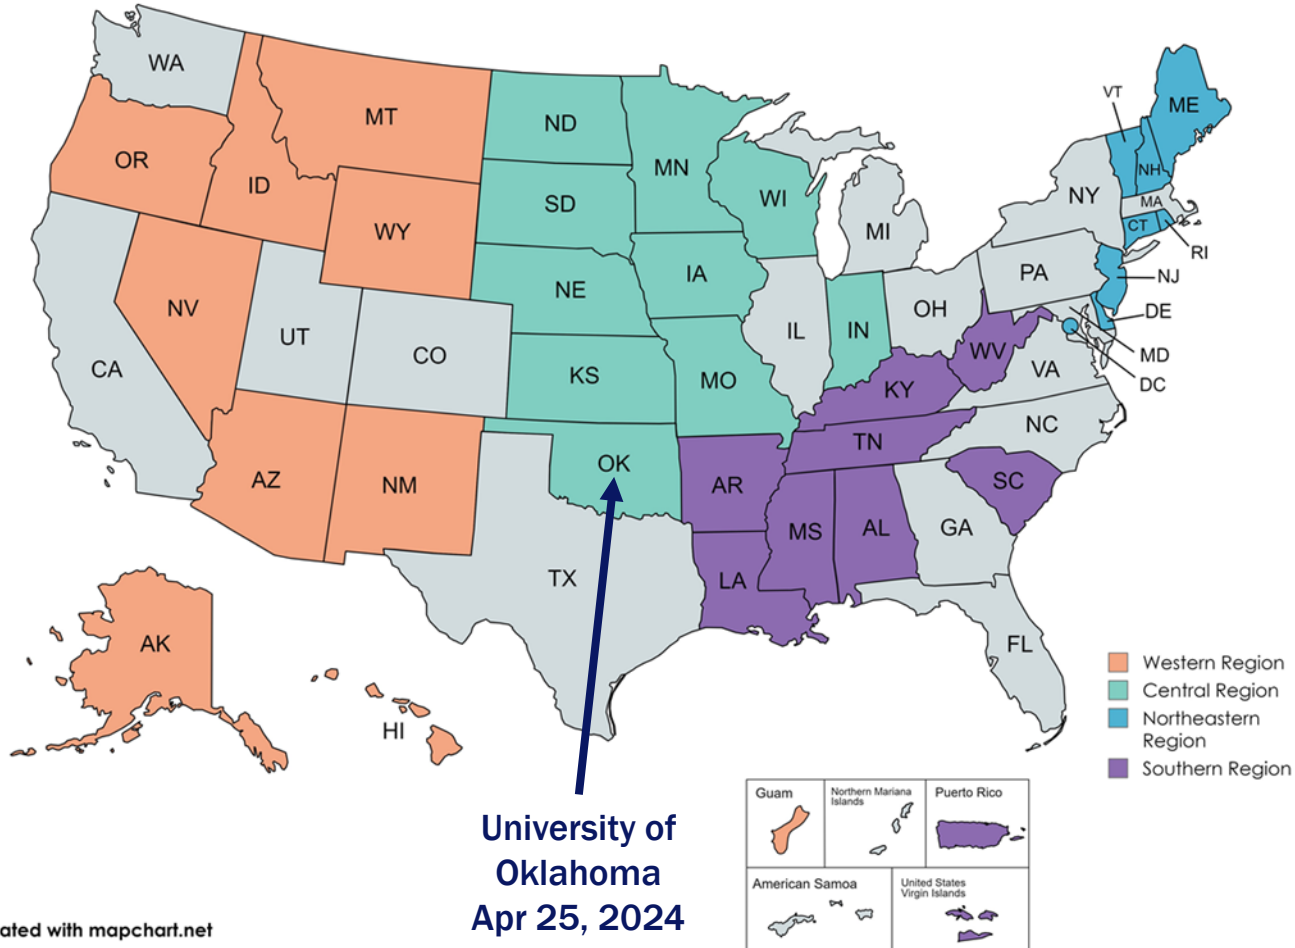 WA
MT
ND
MN
OR
ID
SD
WI
WY
MI
NY
VT
ME
NH
MA
CT
RI
NJ
PA
DE
MD
DC
NV
UT
CO
NE
IA
IL
IN
OH
WV
VA
CA
KS
MO
KY
NC
TN
AZ
NM
OK
AR
SC
MS
AL
GA
TX
LA
FL
AK
HI
Western Region
Central Region
Northeastern
Region
Southern Region
University of
Oklahoma
Apr 25, 2024
Guam
Northern Mariana
Islands
Puerto Rico
American Samoa
United States
Virgin Islands
ated with mapchart.net